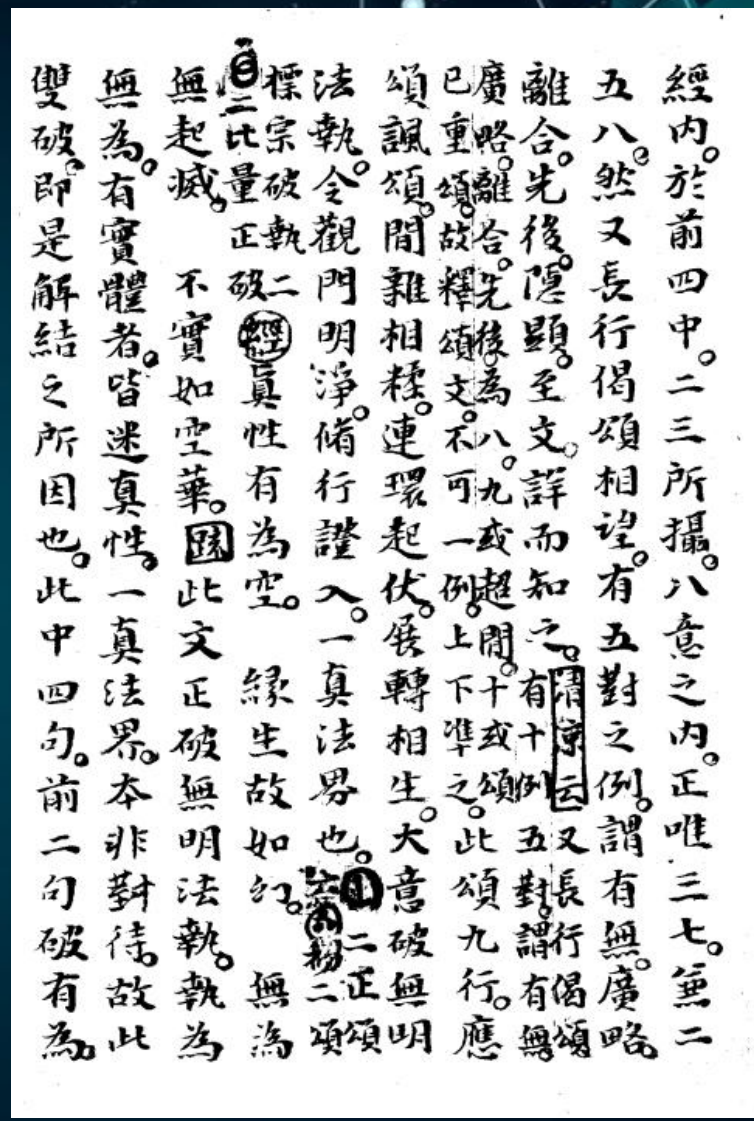 經內。於前四中。二三所攝。八意之內。正唯三七。兼二
五八。然又長行偈頌相望。有五對之例。謂有無。廣略。
離合。先後。隱顯。至文。詳而知之。清涼云又長行偈頌
有十例五對。謂有無
廣略。離合。先後。為八。九或超間。十或頌
已重頌。故釋頌文。不可一例。上下準之。此頌九行。應
頌諷頌。間雜相糅。連環起伏。展轉相生。大意破無明
法執。令觀門明淨。脩行證入。一真法界也。二正頌
二頌
標宗破執二
二比量正破經真性有為空。 緣生故如幻。 無為
無起滅。 不實如空華。此文正破無明法執。執為
無為。有實體者。皆迷真性。一真法界。本非對待。故此
雙破。即是解結之所因也。此中四句。前二句破有為。